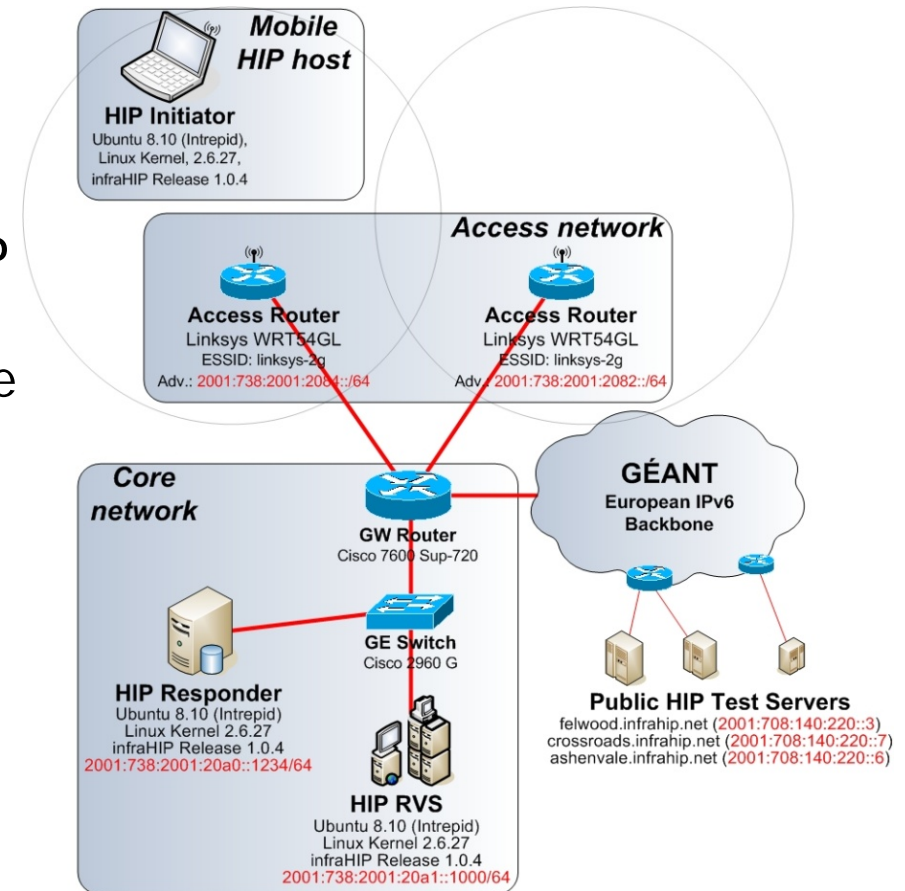 Mobile
HIP host
HIP Initiator
Ubuntu 8.10 (Intrepid),
Linux Kernel, 2.6.27,
infraHIP Release 1.0.4
Access network
Access Router
Linksys WRT54GL
ESSID: linksys-2g
Adv.: 2001:738:2001:2084::/64
Access Router
Linksys WRT54GL
ESSID: linksys-2g
Adv.: 2001:738:2001:2082::/64
Core
network
GW Router
Cisco 7600 Sup-720
GÉANT
European IPv6
Backbone
GE Switch
Cisco 2960 G
HIP Responder
Ubuntu 8.10 (Intrepid)
Linux Kernel 2.6.27
infraHIP Release 1.0.4
2001:738:2001:20a0::1234/64
HIP RVS
Ubuntu 8.10 (Intrepid)
Linux Kernel 2.6.27
infraHIP Release 1.0.4
2001:738:2001:20a1::1000/64
Public HIP Test Servers
felwood.infrahip.net (2001:708:140:220::3)
crossroads.infrahip.net (2001:708:140:220::7)
ashenvale.infrahip.net (2001:708:140:220::6)